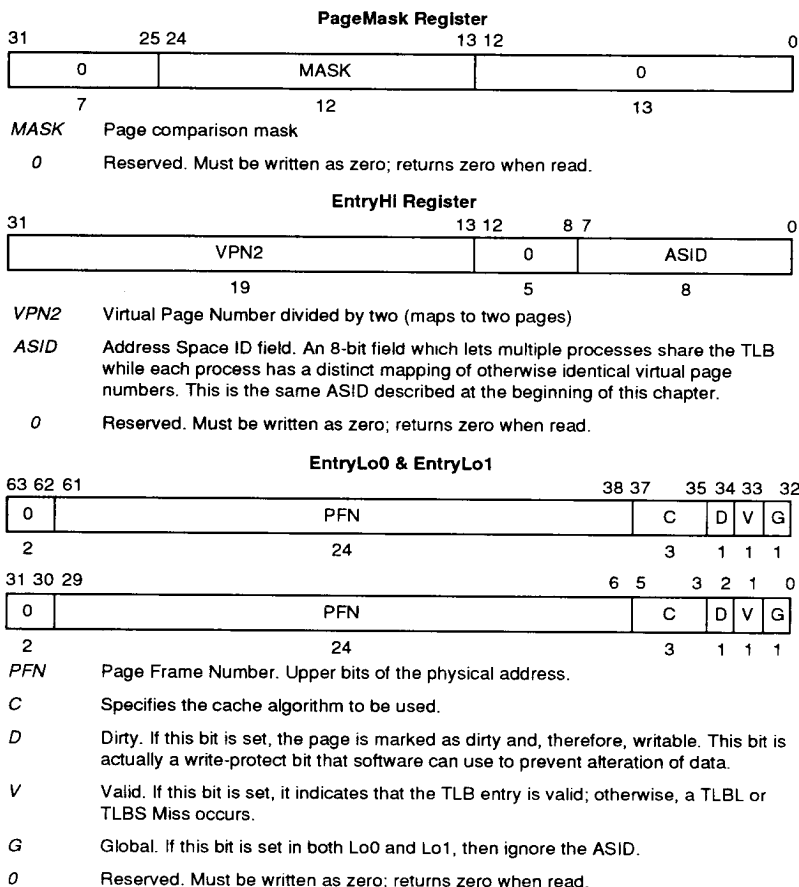 PageMask Register
31 25 24 13 12 0
0 MASK 0
7 12 13
MASK Page comparison mask
0 Reserved. Must be written as zero; returns zero when read.
EntryHi Register
31 13 12 8 7 0
VPN2 0 ASID
19 5 8
VPN2 Virtual Page Number divided by two (maps to two pages)
ASID Address Space ID field. An 8-bit field which lets multiple processes share the TLB
while each process has a distinct mapping of otherwise identical virtual page
numbers. This is the same ASID described at the beginning of this chapter.
0 Reserved. Must be written as zero; returns zero when read.
EntryLo0 & EntryLo1
63 62 61 38 37 35 34 33 32
0 PFN C D V G
2 24 3 1 1 1
31 30 29 6 5 3 2 1 0
0 PFN C D V G
2 24 3 1 1 1
PFN Page Frame Number. Upper bits of the physical address.
C Specifies the cache algorithm to be used.
D Dirty. If this bit is set, the page is marked as dirty and, therefore, writable. This bit is
actually a write-protect bit that software can use to prevent alteration of data.
V Valid. If this bit is set, it indicates that the TLB entry is valid; otherwise, a TLBL or
TLBS Miss occurs.
G Global. If this bit is set in both Lo0 and Lo1, then ignore the ASID.
0 Reserved. Must be written as zero; returns zero when read.